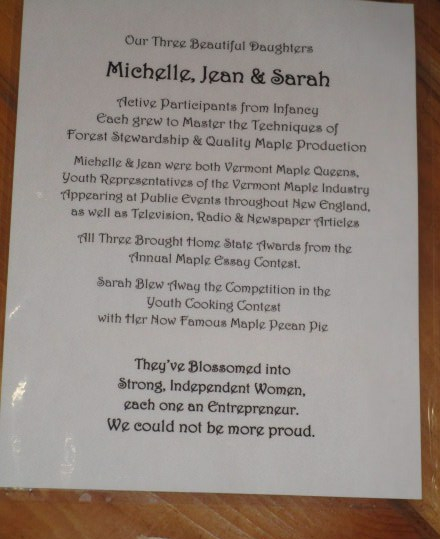 Our Three Beautiful Daughters
Michelle, Jean & Sarah
Active Participants from Infancy
Each grew to Master the Techniques of
Forest Stewardship & Quality Maple Production
Michelle & Jean were both Vermont Maple Queens,
Youth Representatives of the Vermont Maple Industry
Appearing at Public Events throughout New England,
as well as Television, Radio & Newspaper Articles
All Three Brought Home State Awards from the
Annual Maple Essay Contest.
Sarah Blew Away the Competition in the
Youth Cooking Contest
with Her Now Famous Maple Pecan Pie
They've Blossomed into
Strong, Independent Women,
each one an Entrepreneur.
We could not be more proud.